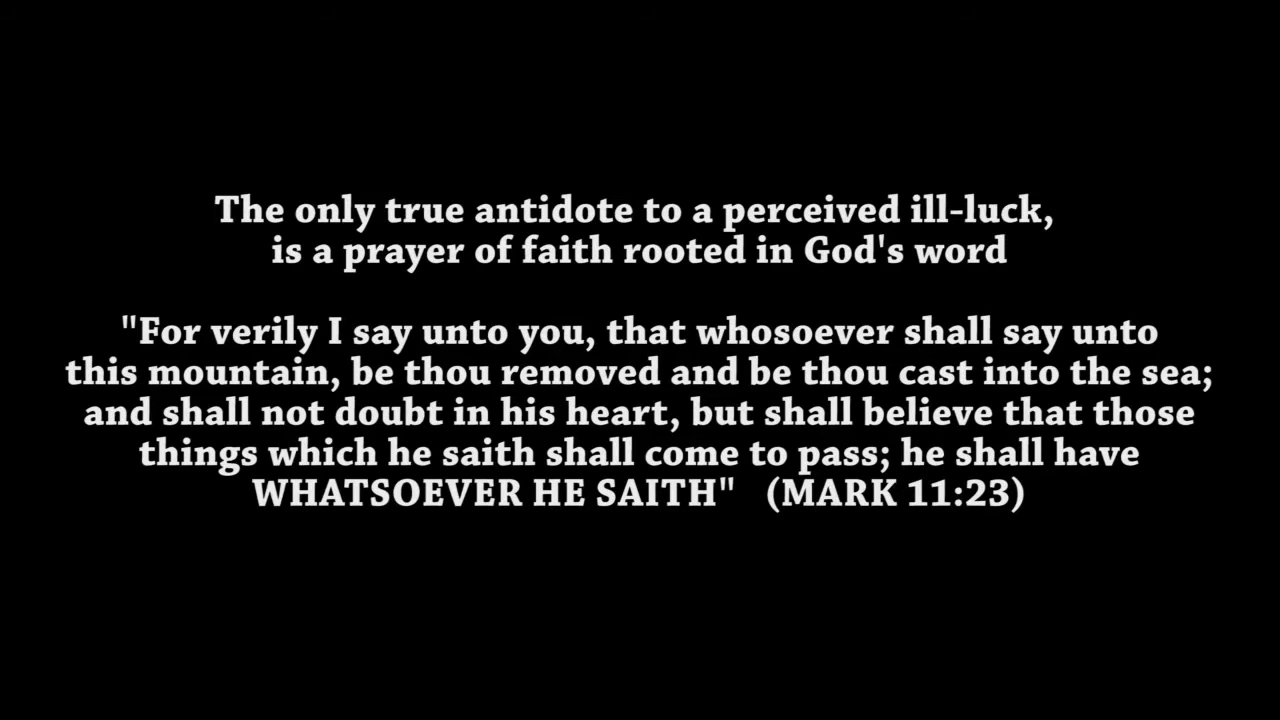 The only true antidote to a perceived ill-luck,
is a prayer of faith rooted in God's word
"For verily I say unto you, that whosoever shall say unto
this mountain, be thou removed and be thou cast into the sea;
and shall not doubt in his heart, but shall believe that those
things which he saith shall come to pass; he shall have
WHATSOEVER HE SAITH" (MARK 11:23)